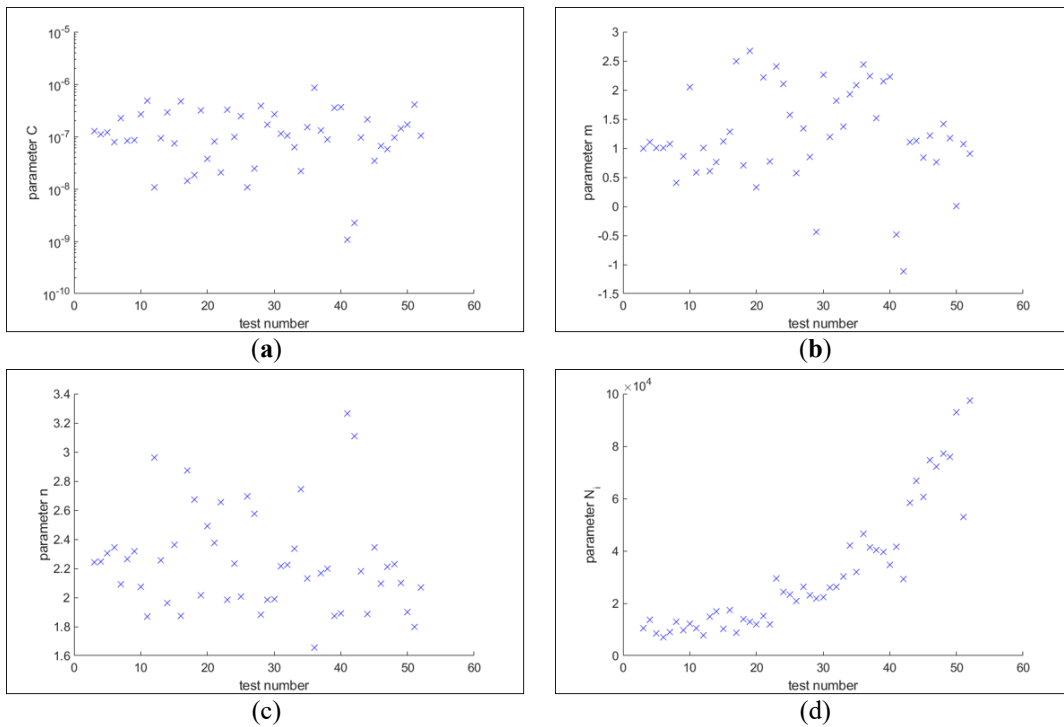 10^-5
10^-6
10^-7
10^-8
10^-9
10^-10
parameter C
0 10 20 30 40 50 60
test number
(a)
3
2.5
2
1.5
1
0.5
0
-0.5
-1
-1.5
parameter m
0 10 20 30 40 50 60
test number
(b)
3.4
3.2
3
2.8
2.6
2.4
2.2
2
1.8
1.6
parameter n
0 10 20 30 40 50 60
test number
(c)
×10^4
10
8
6
4
2
0
parameter N_i
0 10 20 30 40 50 60
test number
(d)